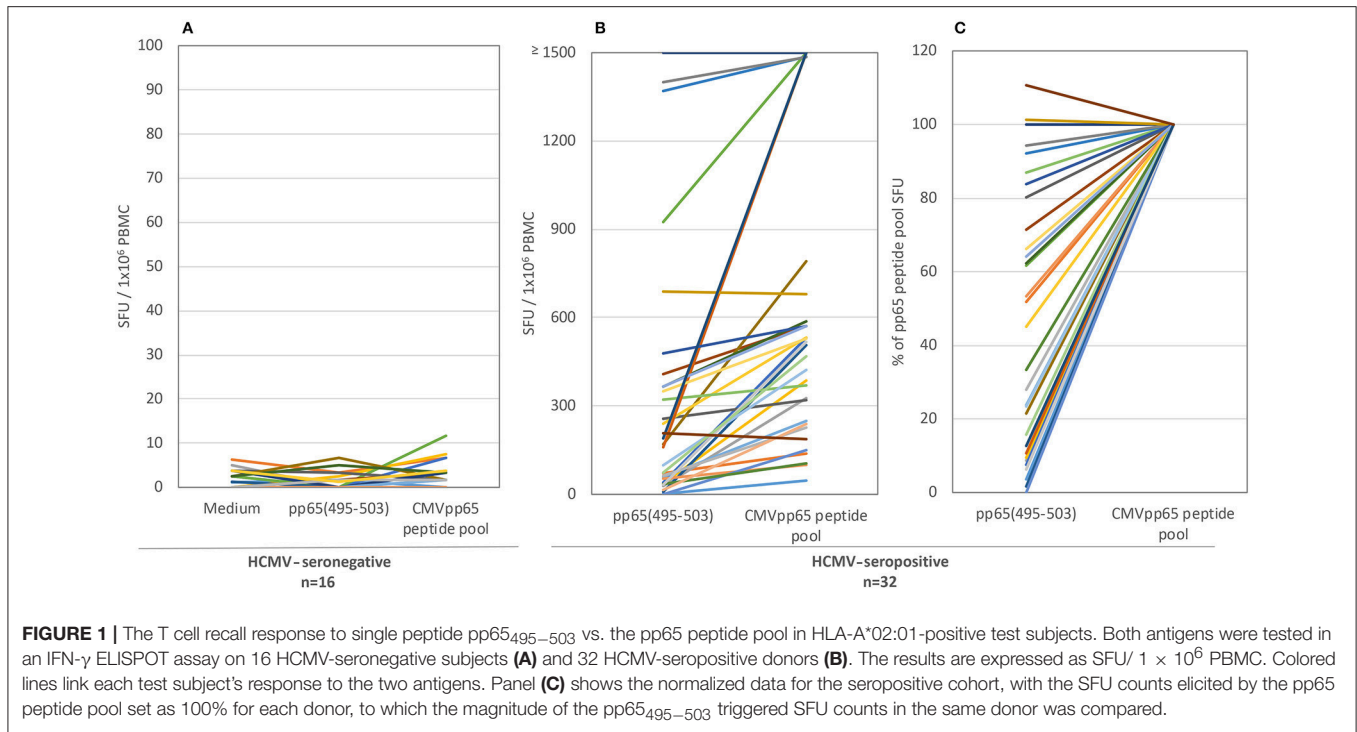 A
SFU / 1x10⁶ PBMC
100
90
80
70
60
50
40
30
20
10
0
Medium
pp65(495-503)
CMVpp65
peptide pool
HCMV–seronegative
n=16
B
SFU / 1x10⁶ PBMC
≥ 1500
1200
900
600
300
0
pp65(495-503)
CMVpp65 peptide
pool
C
% of pp65 peptide pool SFU
120
100
80
60
40
20
0
pp65(495-503)
CMVpp65 peptide
pool
HCMV–seropositive
n=32
FIGURE 1 | The T cell recall response to single peptide pp65₄₉₅₋₅₀₃ vs. the pp65 peptide pool in HLA-A*02:01-positive test subjects. Both antigens were tested in
an IFN-γ ELISPOT assay on 16 HCMV-seronegative subjects (A) and 32 HCMV-seropositive donors (B). The results are expressed as SFU/ 1 × 10⁶ PBMC. Colored
lines link each test subject's response to the two antigens. Panel (C) shows the normalized data for the seropositive cohort, with the SFU counts elicited by the pp65
peptide pool set as 100% for each donor, to which the magnitude of the pp65₄₉₅₋₅₀₃ triggered SFU counts in the same donor was compared.